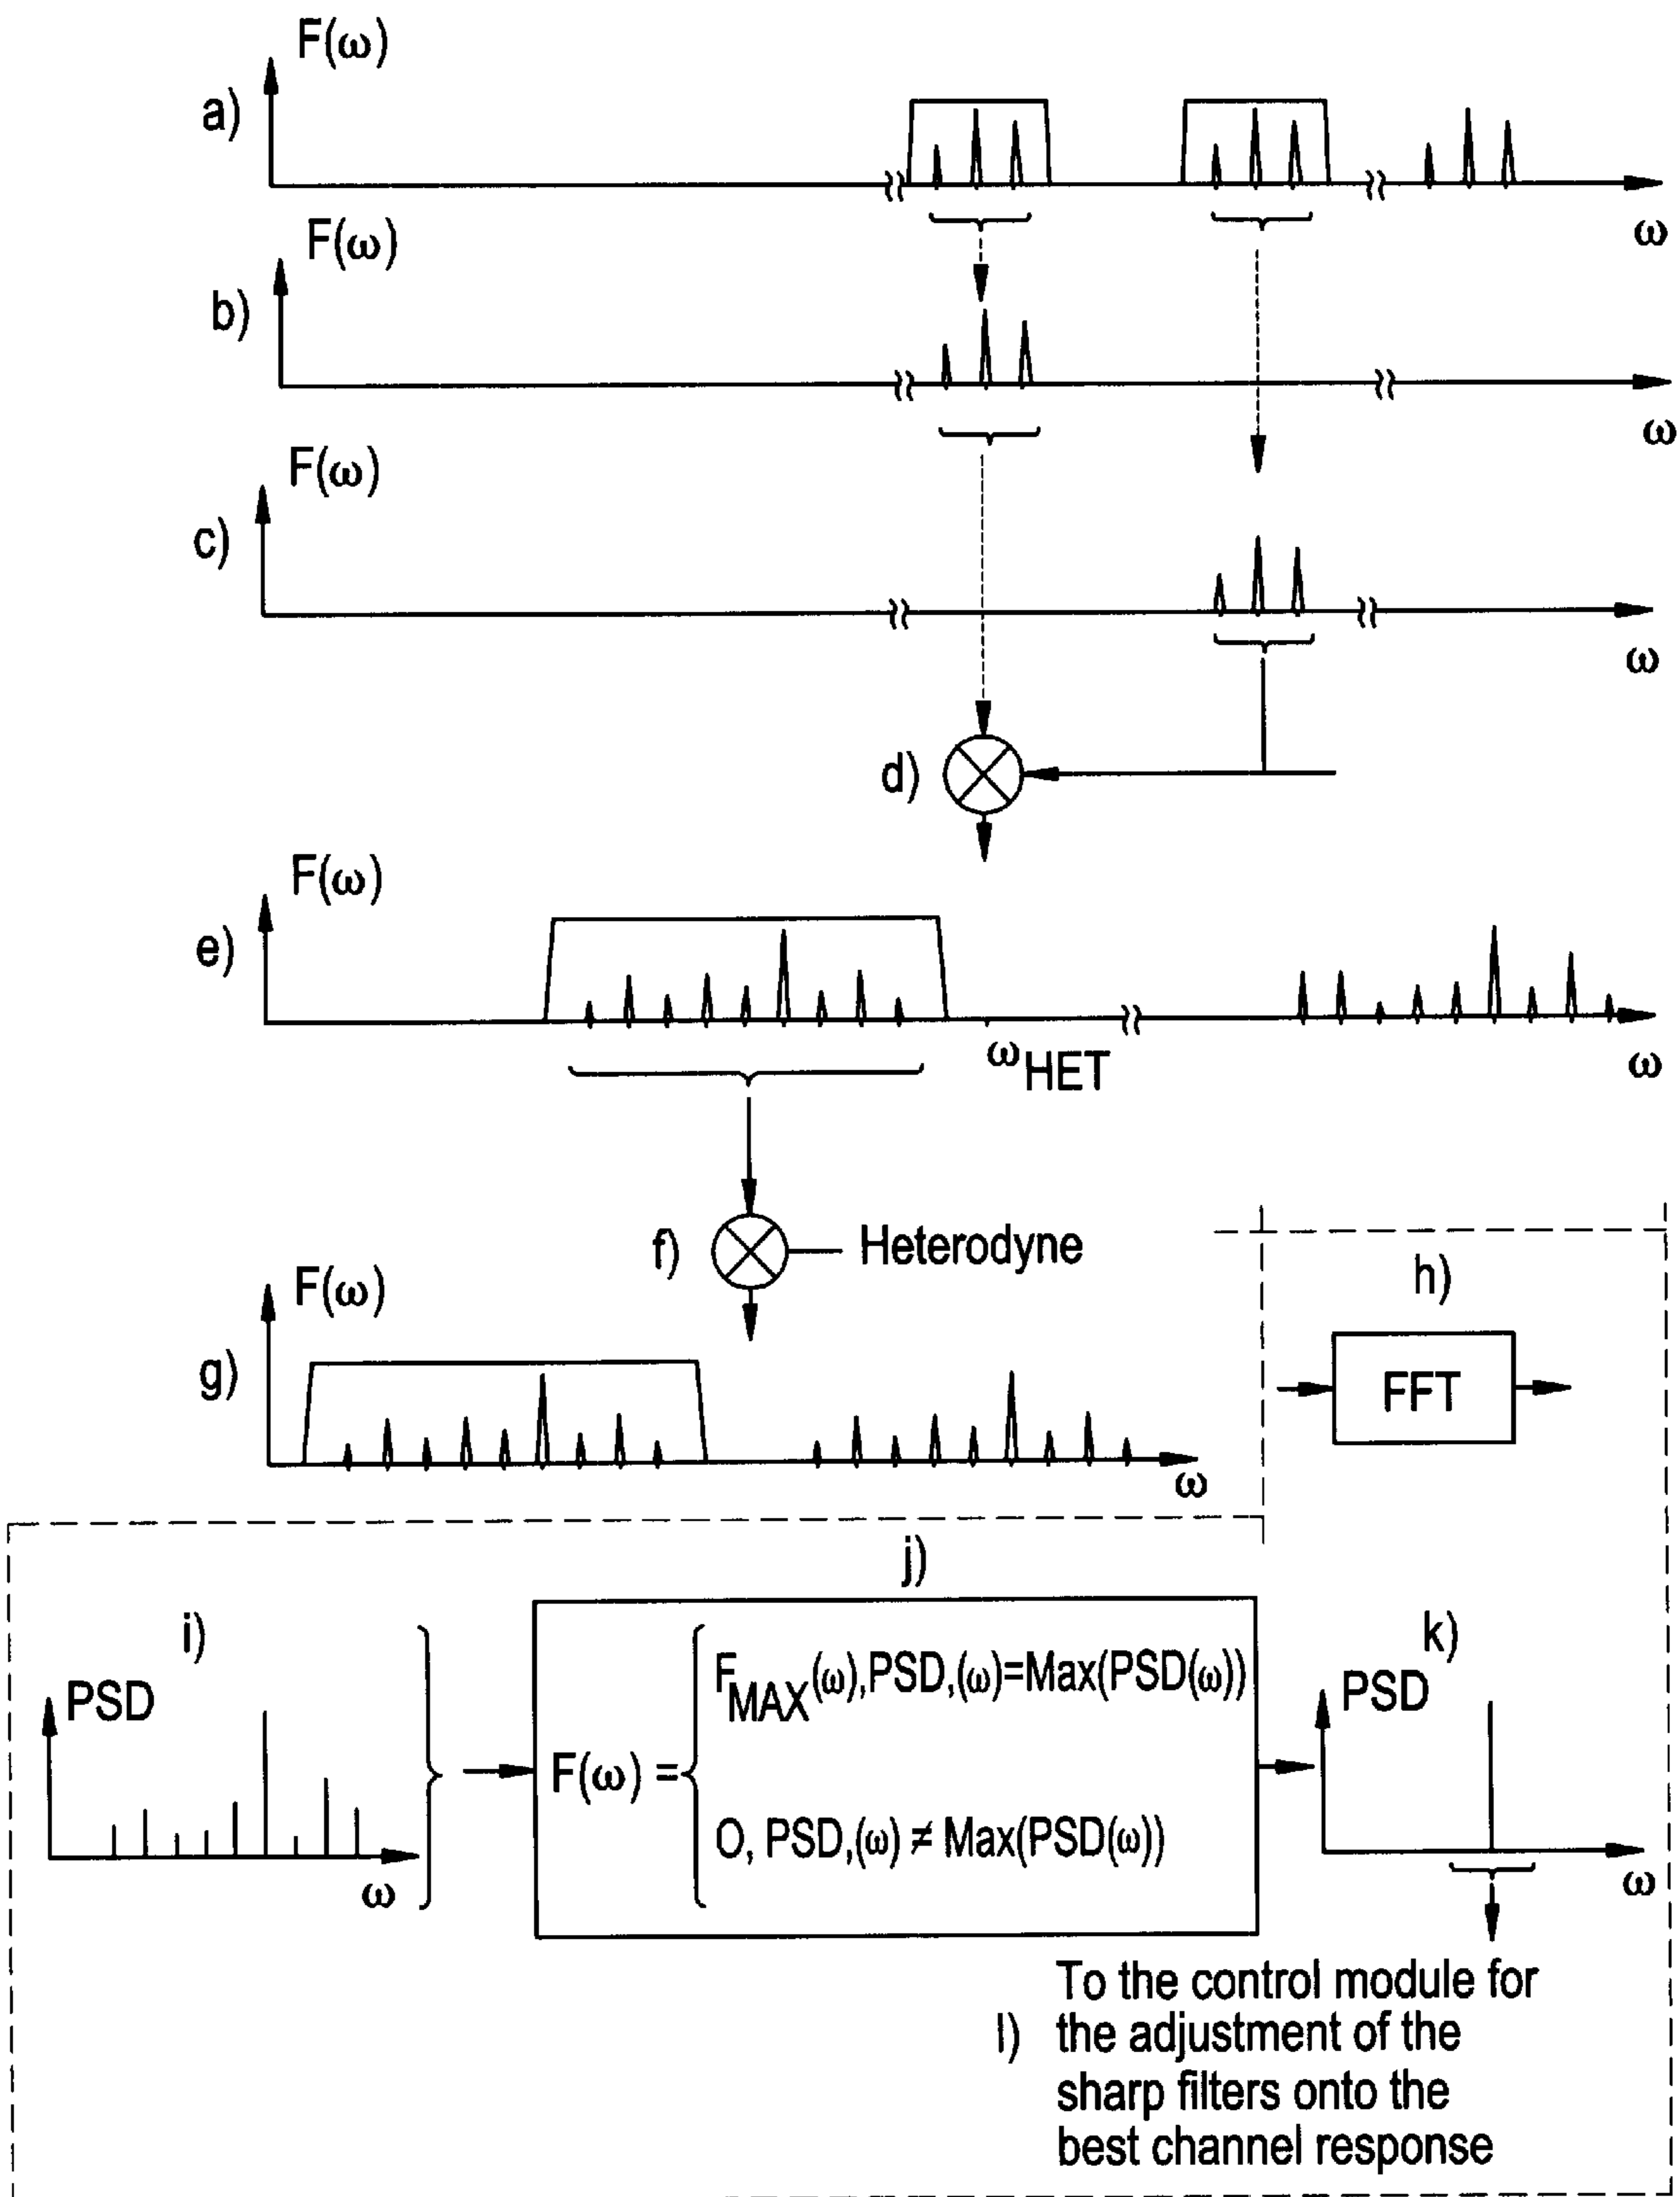 F(ω)
a)
ω
F(ω)
b)
ω
F(ω)
c)
ω
d)
F(ω)
e)
ωHET
ω
f)
Heterodyne
F(ω)
g)
ω
h)
FFT
i)
PSD
ω
j)
F(ω) =
FMAX(ω),PSD,(ω)=Max(PSD(ω))
O, PSD,(ω) ≠ Max(PSD(ω))
k)
PSD
ω
l)
To the control module for
the adjustment of the
sharp filters onto the
best channel response